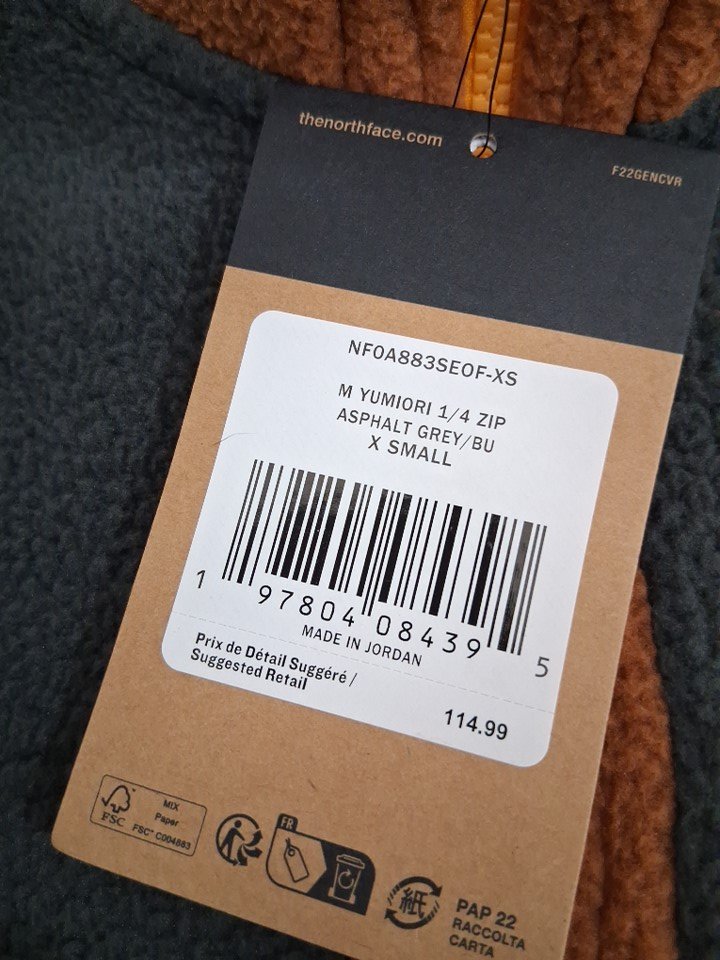 thenorthface.com
F22GENCVR
NF0A883SE0F-XS
M YUMIORI 1/4 ZIP
ASPHALT GREY/BU
X SMALL
1 97804 08439 5
MADE IN JORDAN
Prix de Détail Suggéré /
Suggested Retail
114.99
FSC
MIX
Paper
FSC® C004883
FR
紙
PAP 22
RACCOLTA
CARTA